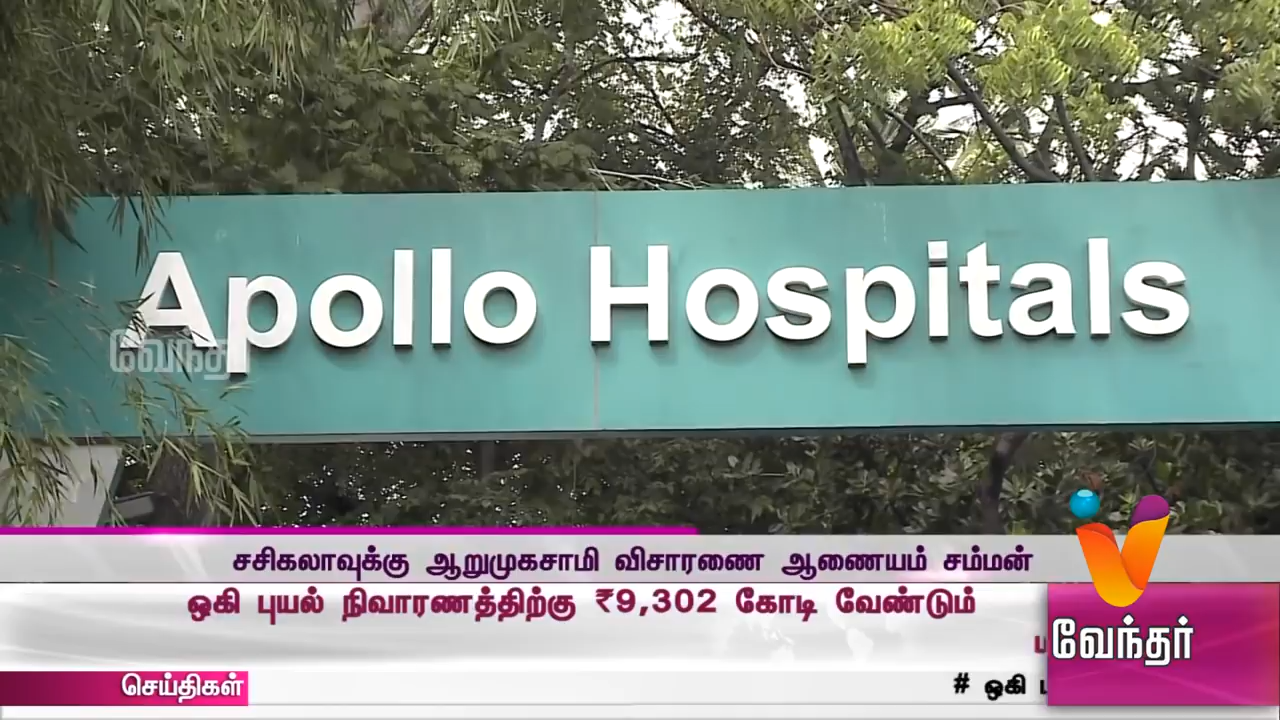 Apollo Hospitals
வேந்த
சசிகலாவுக்கு ஆறுமுகசாமி விசாரணை ஆணையம் சம்மன்
ஒகி புயல் நிவாரணத்திற்கு ₹9,302 கோடி வேண்டும்
வேந்தர்
செய்திகள்
# ஒகி